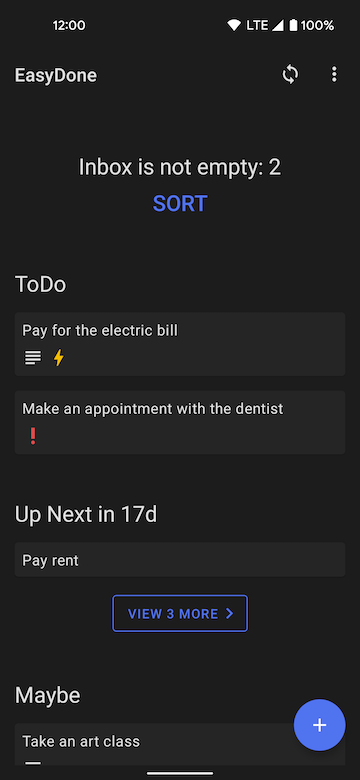 12:00 LTE 100%
EasyDone
Inbox is not empty: 2
SORT
ToDo
Pay for the electric bill
Make an appointment with the dentist
Up Next in 17d
Pay rent
VIEW 3 MORE
Maybe
Take an art class